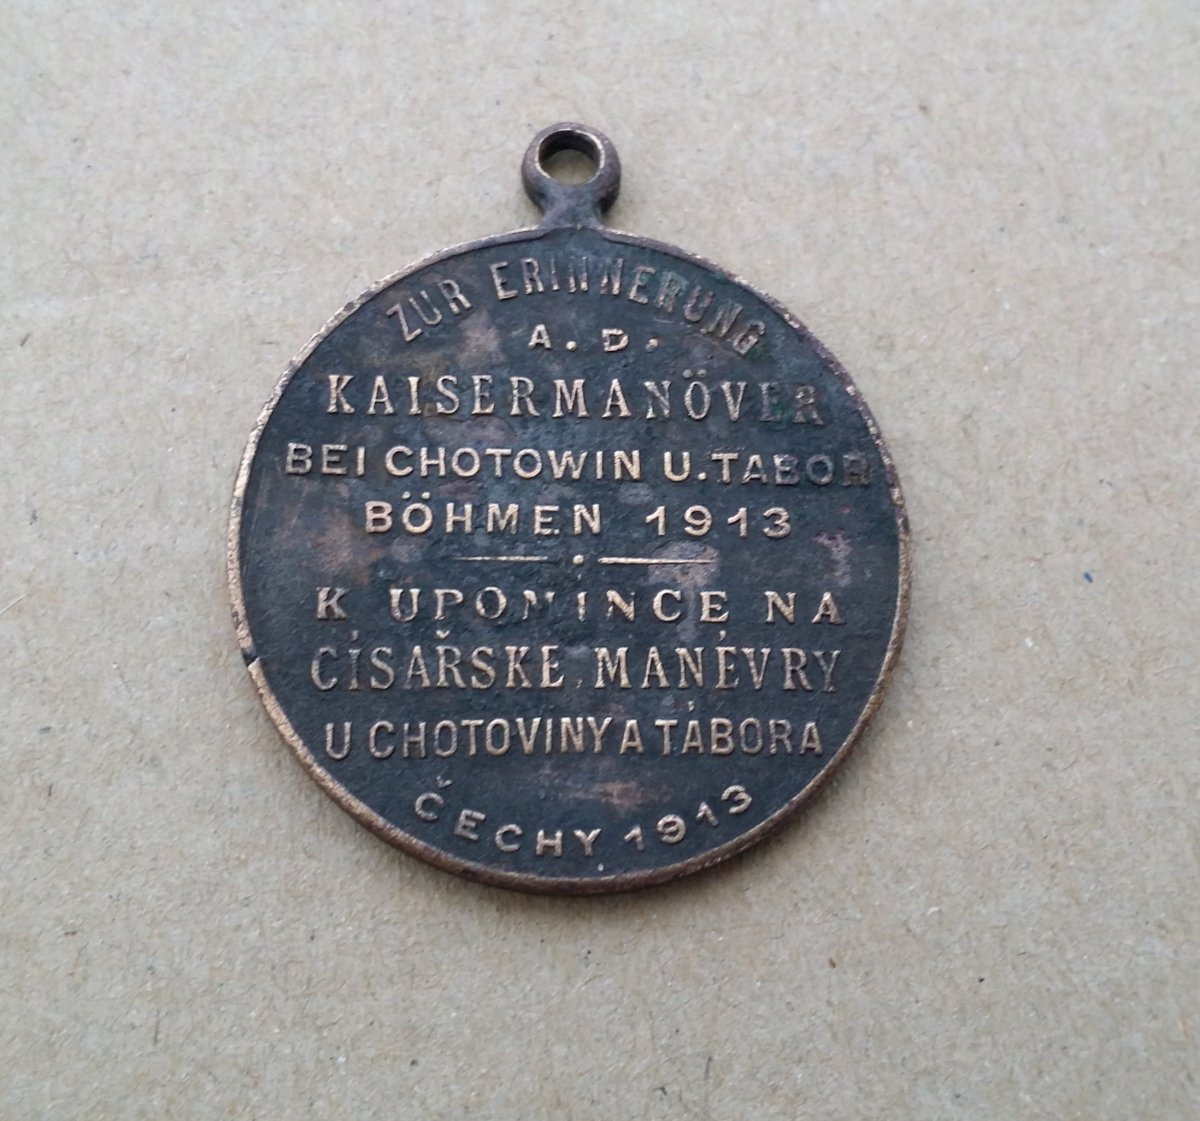 ZUR ERINNERUNG
A. D.
KAISERMANÖVER
BEI CHOTOWIN U. TABOR
BÖHMEN 1913
K UPOMÍNCE NA
CÍSAŘSKÉ MANÉVRY
U CHOTOVINY A TÁBORA
ČECHY 1913